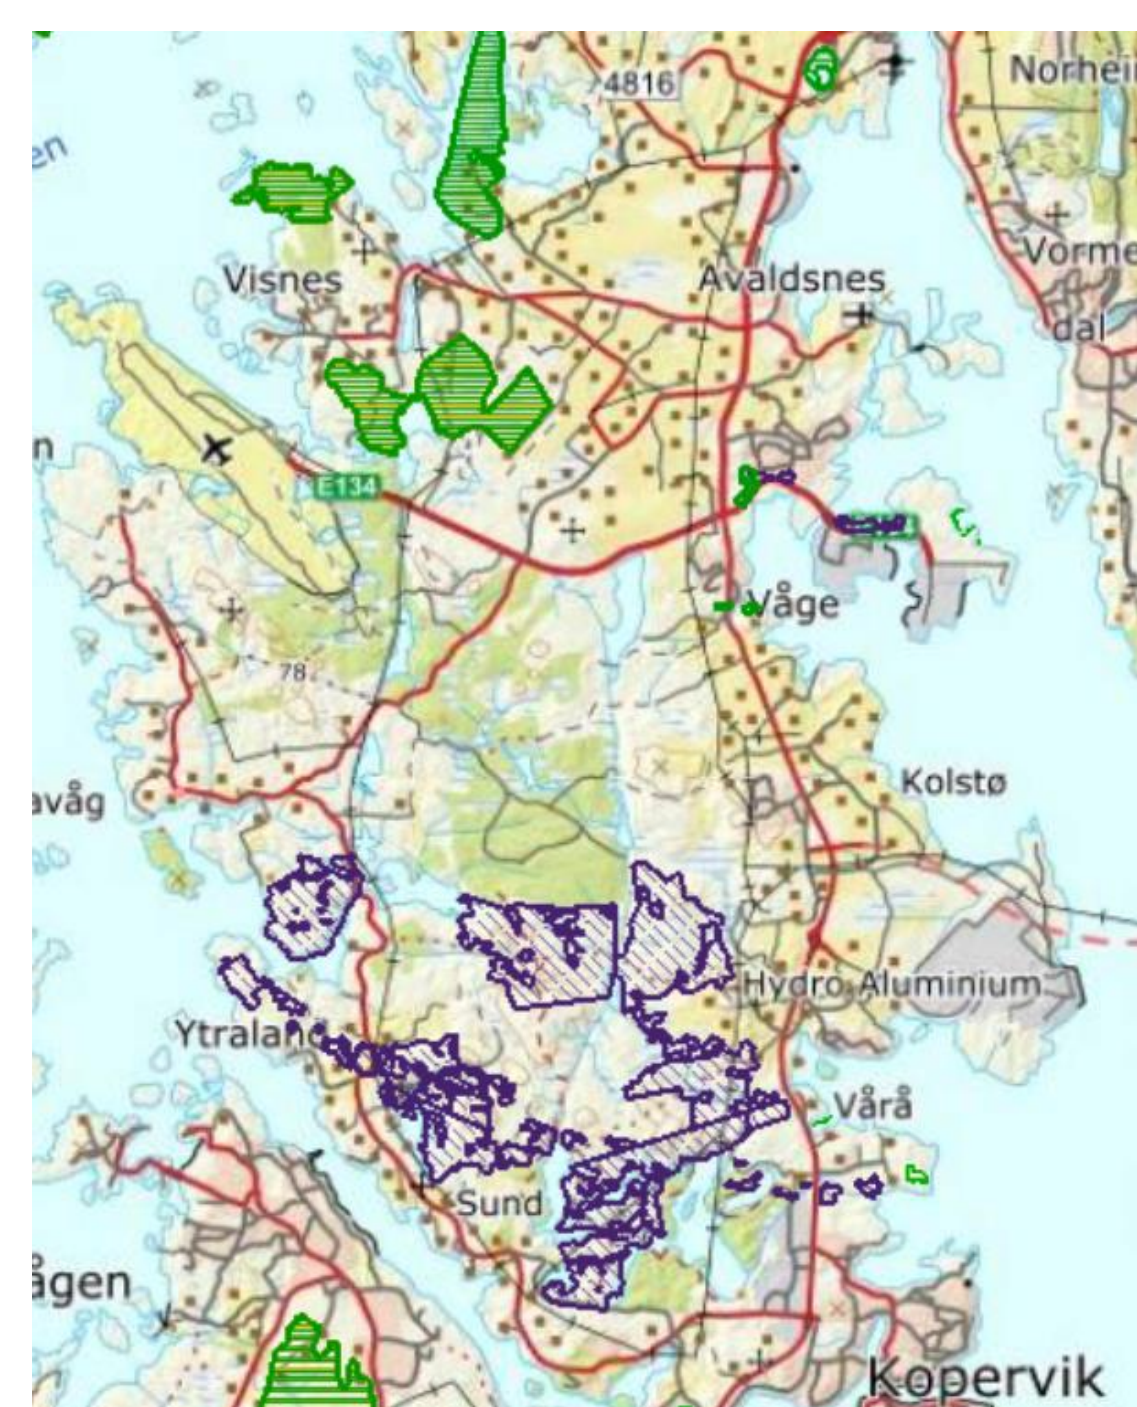 4816
Norhei
en
Visnes
Avaldsnes
Vorme
dal
n
E134
Våge
78
Kolstø
avåg
Hydro Aluminium
Ytraland
Vårå
Sund
ågen
Kopervik